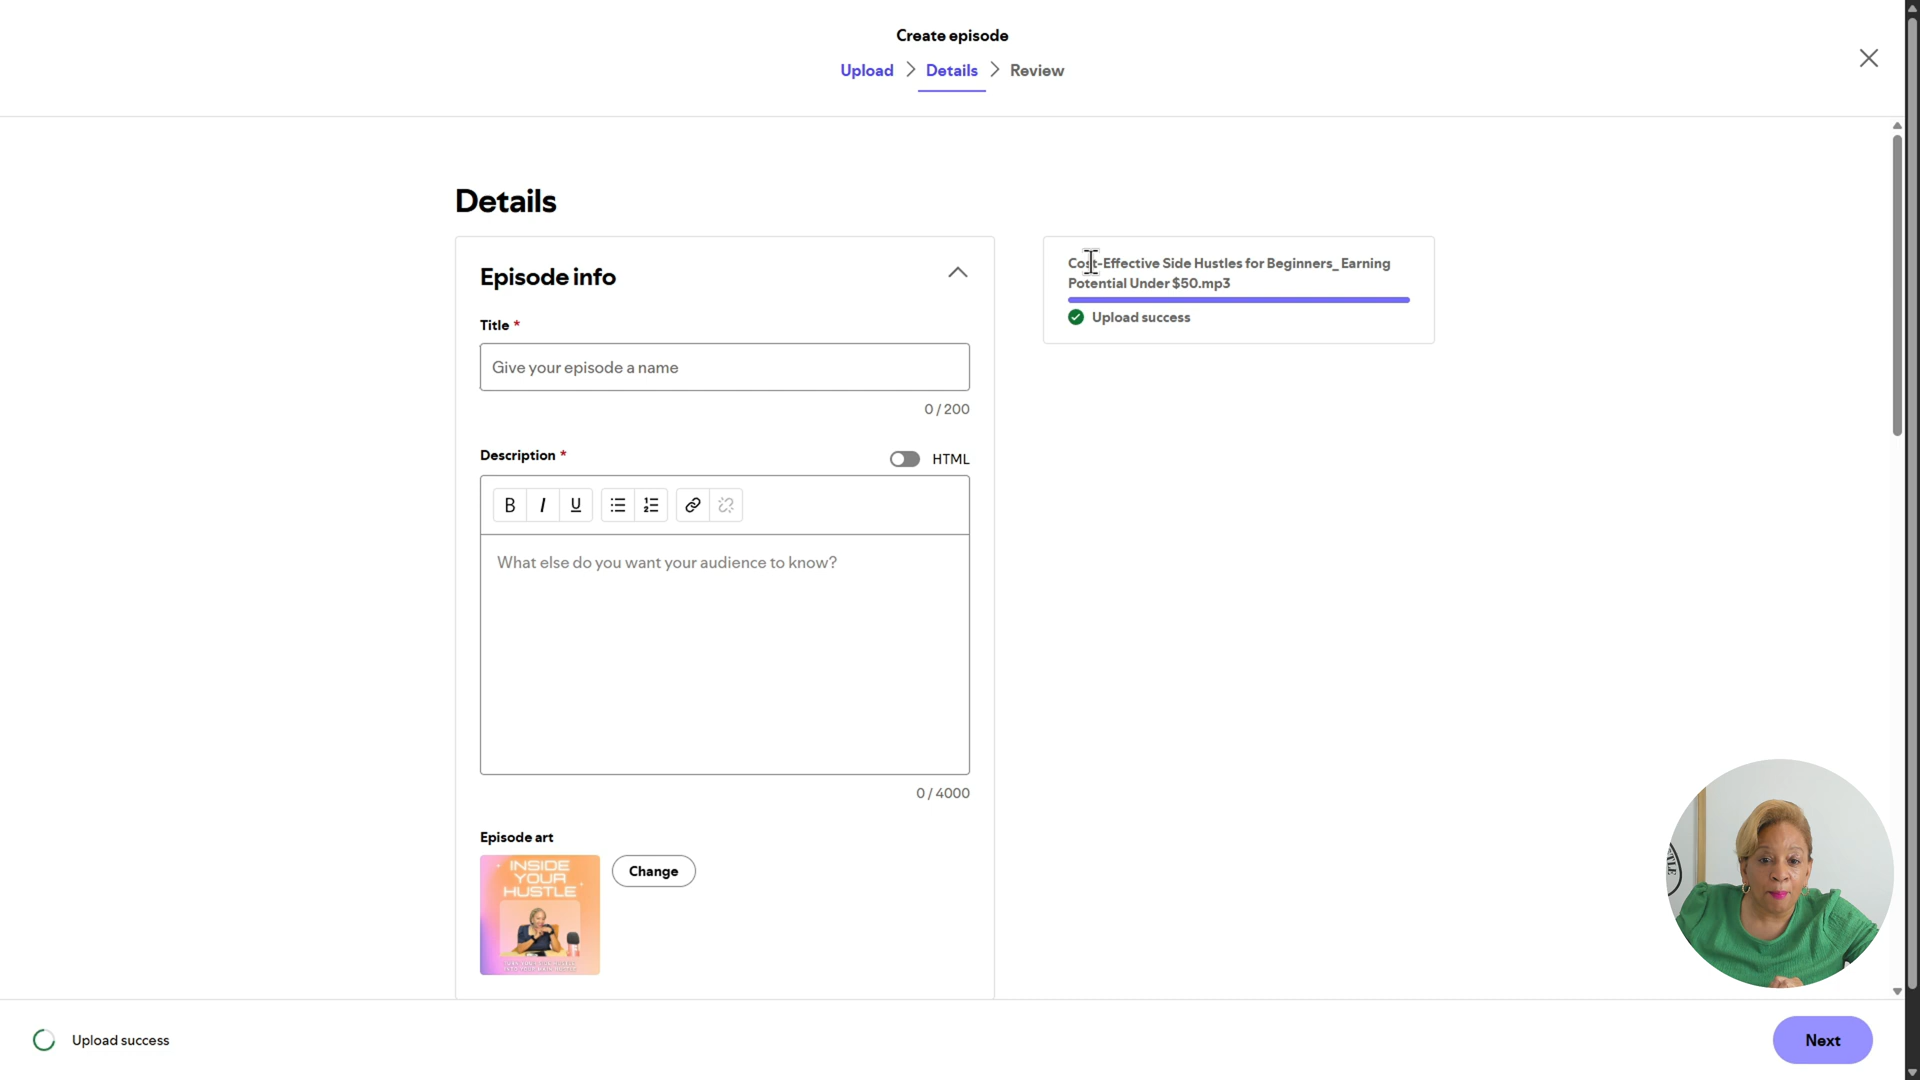 Create episode
Upload > Details > Review
Details
Episode info
Title *
Give your episode a name
0 / 200
Description *
HTML
B I U
What else do you want your audience to know?
0 / 4000
Episode art
INSIDE
YOUR
HUSTLE
Change
Cost-Effective Side Hustles for Beginners_ Earning
Potential Under $50.mp3
Upload success
Upload success
Next